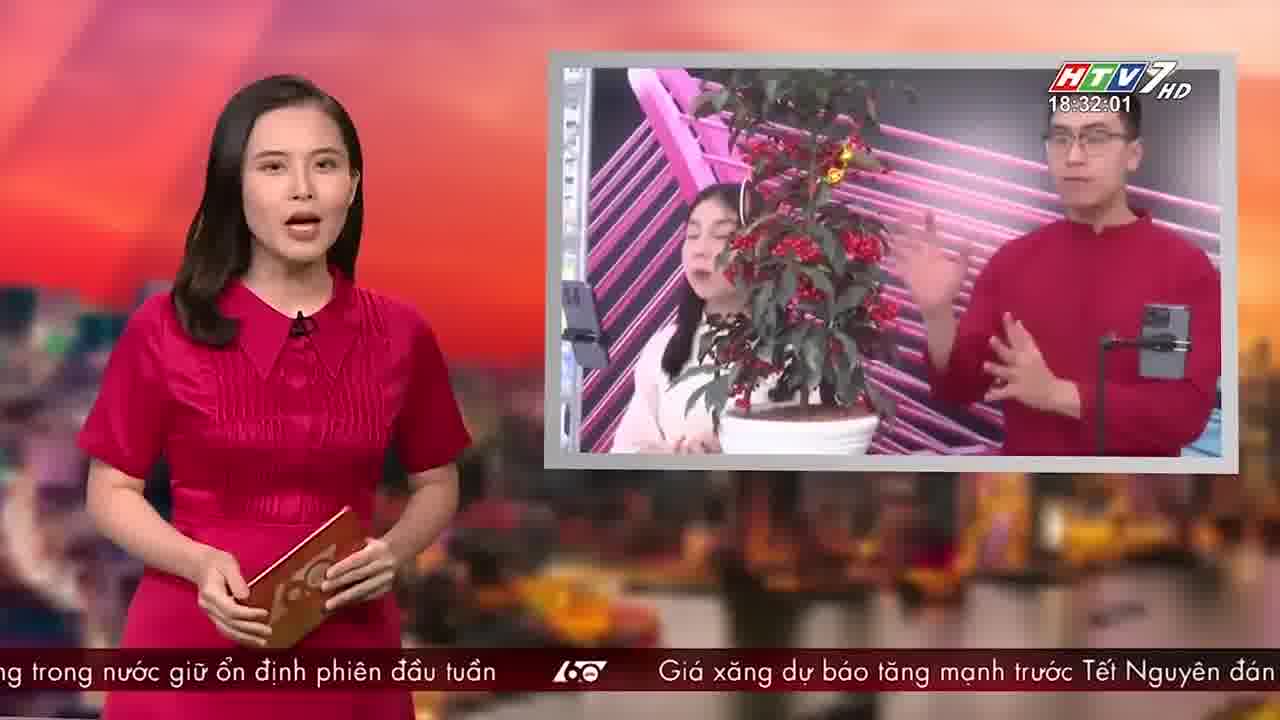 HTV7 HD
18:32:01
ng trong nước giữ ổn định phiên đầu tuần 60 Giá xăng dự báo tăng mạnh trước Tết Nguyên đán